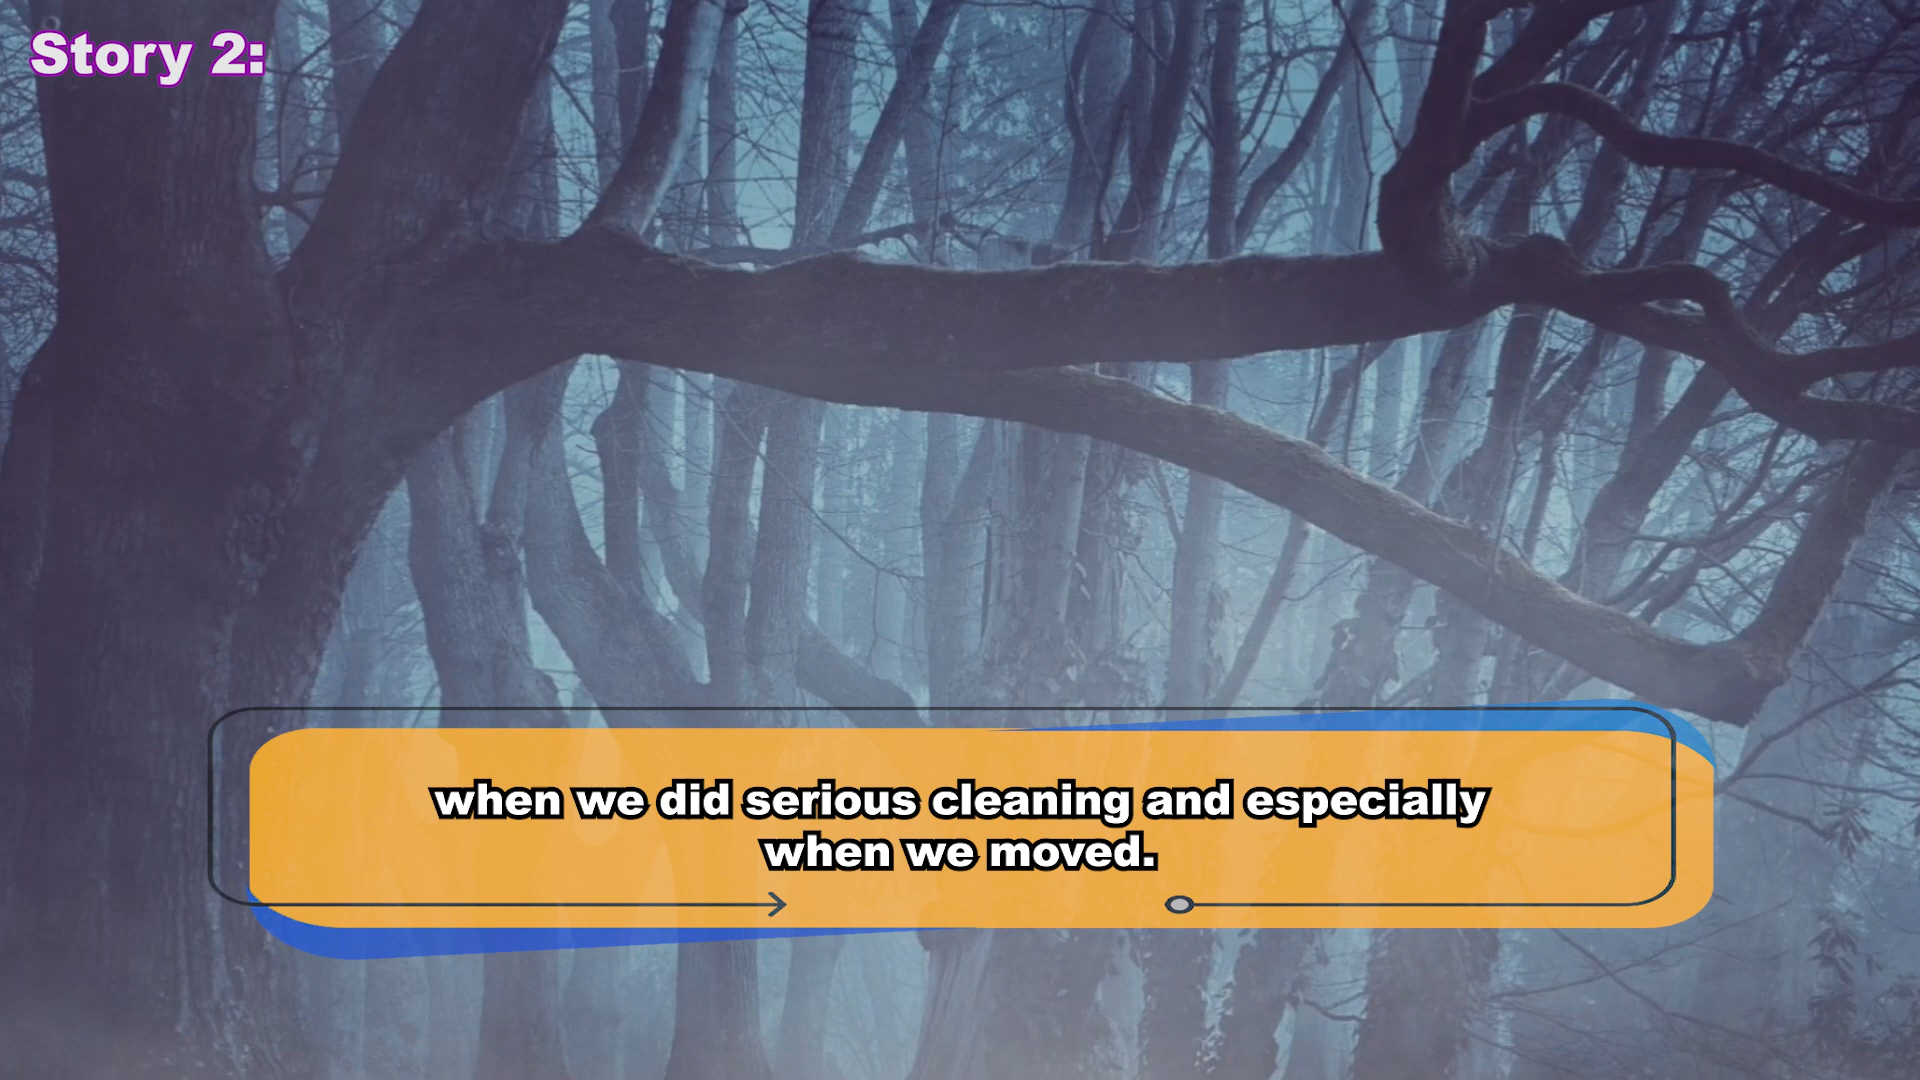 Story 2:
when we did serious cleaning and especially
when we moved.